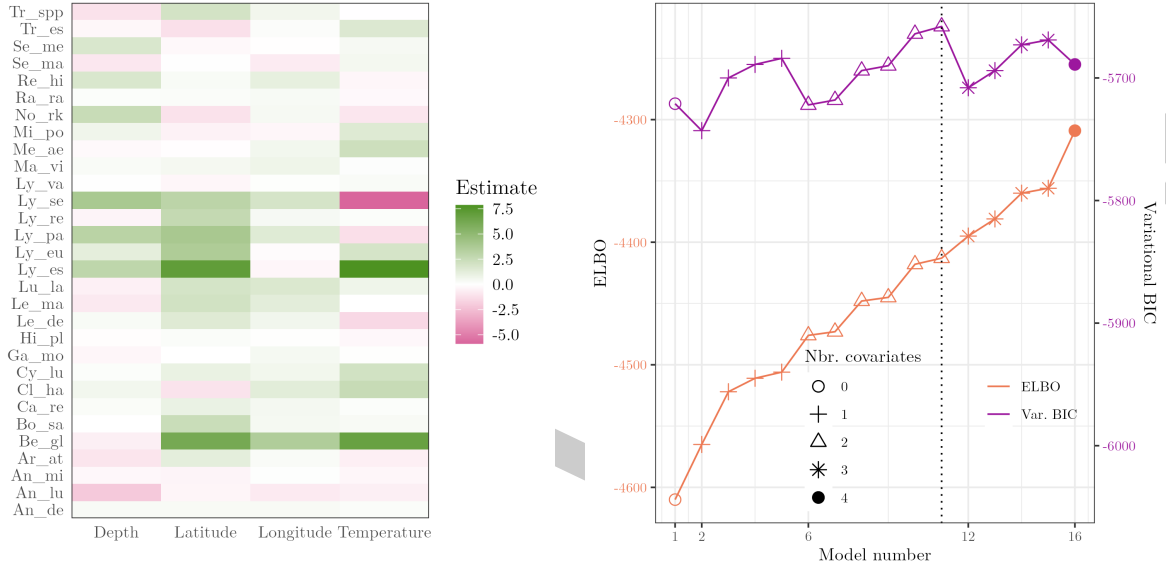 Tr_spp
Tr_es
Se_me
Se_ma
Re_hi
Ra_ra
No_rk
Mi_po
Me_ae
Ma_vi
Ly_va
Ly_se
Ly_re
Ly_pa
Ly_eu
Ly_es
Lu_la
Le_ma
Le_de
Hi_pl
Ga_mo
Cy_lu
Cl_ha
Ca_re
Bo_sa
Be_gl
Ar_at
An_mi
An_lu
An_de
Depth Latitude Longitude Temperature
Estimate
7.5
5.0
2.5
0.0
-2.5
-5.0
ELBO
-4300
-4400
-4500
-4600
Nbr. covariates
0
1
2
3
4
ELBO
Var. BIC
1 2 6 12 16
Model number
-5700
-5800
-5900
-6000
Variational BIC